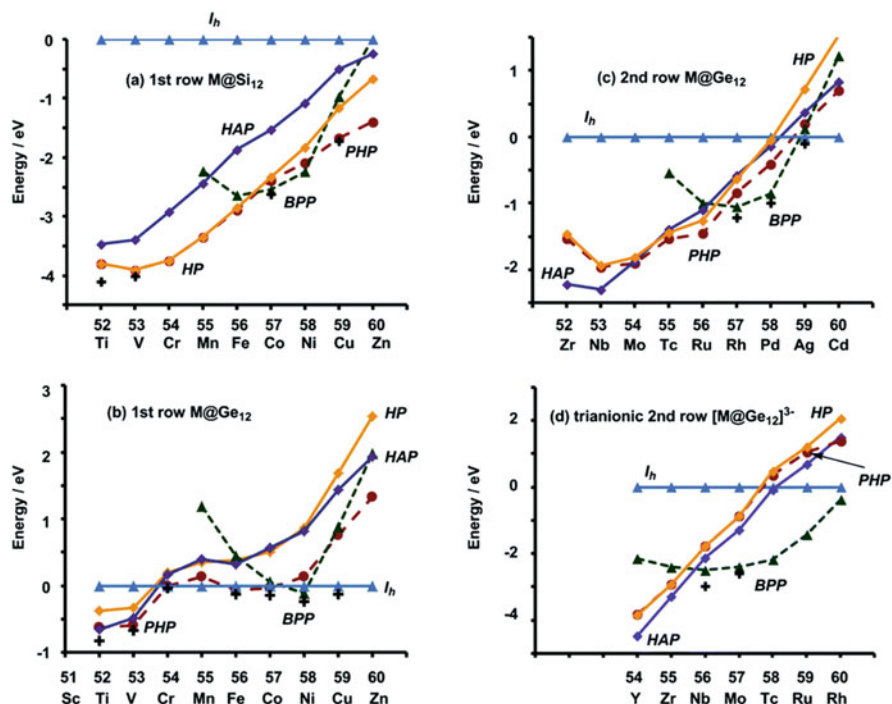 I_h
0
(a) 1st row M@Si12
-1
HAP
-2
PHP
BPP
-3
HP
-4
Energy / eV
52 53 54 55 56 57 58 59 60
Ti V Cr Mn Fe Co Ni Cu Zn
(c) 2nd row M@Ge12
HP
1
I_h
0
-1
PHP
BPP
-2
HAP
Energy / eV
52 53 54 55 56 57 58 59 60
Zr Nb Mo Tc Ru Rh Pd Ag Cd
3
(b) 1st row M@Ge12
HP
HAP
2
1
0
I_h
PHP
BPP
-1
Energy / eV
51 52 53 54 55 56 57 58 59 60
Sc Ti V Cr Mn Fe Co Ni Cu Zn
(d) trianionic 2nd row [M@Ge12]3-
HP
2
PHP
I_h
0
-2
BPP
-4
HAP
Energy / eV
54 55 56 57 58 59 60
Y Zr Nb Mo Tc Ru Rh